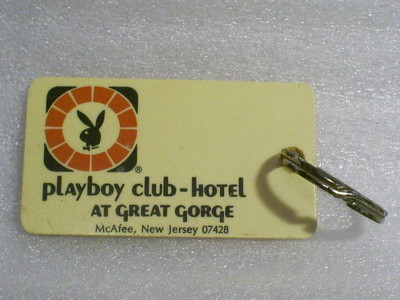 ®
playboy club-hotel
AT GREAT GORGE
McAfee, New Jersey 07428